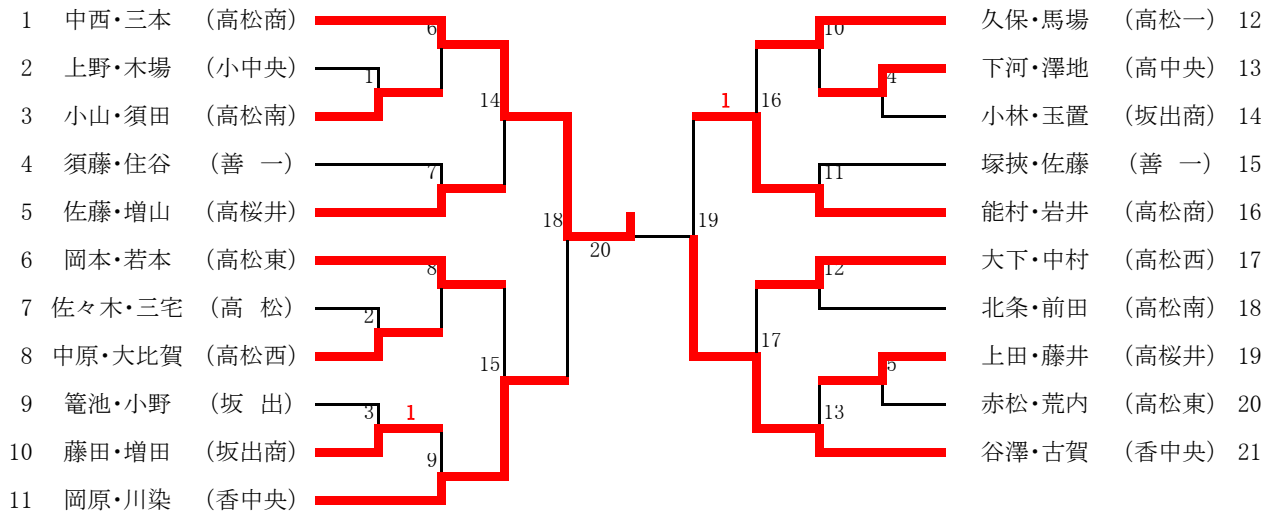 1 中西・三本 （高松商）
2 上野・木場 （小中央）
3 小山・須田 （高松南）
4 須藤・住谷 （善 一）
5 佐藤・増山 （高桜井）
6 岡本・若本 （高松東）
7 佐々木・三宅 （高 松）
8 中原・大比賀 （高松西）
9 篭池・小野 （坂 出）
10 藤田・増田 （坂出商）
11 岡原・川染 （香中央）
6
1
14
7
18
20
8
2
15
3
1
9
10
4
1
16
11
19
12
17
5
13
久保・馬場 （高松一） 12
下河・澤地 （高中央） 13
小林・玉置 （坂出商） 14
塚挾・佐藤 （善 一） 15
能村・岩井 （高松商） 16
大下・中村 （高松西） 17
北条・前田 （高松南） 18
上田・藤井 （高桜井） 19
赤松・荒内 （高松東） 20
谷澤・古賀 （香中央） 21